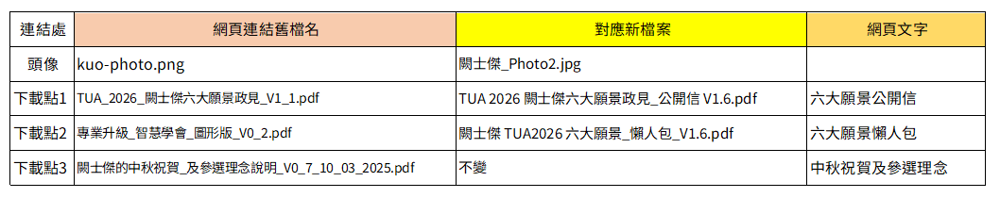 連結處 網頁連結舊檔名 對應新檔案 網頁文字
頭像 kuo-photo.png 闕士傑_Photo2.jpg
下載點1 TUA_2026_闕士傑六大願景政見_V1_1.pdf TUA 2026 闕士傑六大願景政見_公開信 V1.6.pdf 六大願景公開信
下載點2 專業升級_智慧學會_圖形版_V0_2.pdf 闕士傑 TUA2026 六大願景_懶人包_V1.6.pdf 六大願景懶人包
下載點3 闕士傑的中秋祝賀_及參選理念說明_V0_7_10_03_2025.pdf 不變 中秋祝賀及參選理念